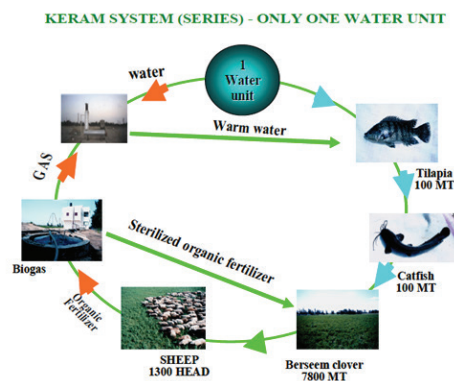 KERAM SYSTEM (SERIES) - ONLY ONE WATER UNIT
1
Water
unit
water
Warm water
Tilapia
100 MT
GAS
Sterilized organic fertilizer
Biogas
Catfish
100 MT
Organic
Fertilizer
SHEEP
1300 HEAD
Berseem clover
7800 MT